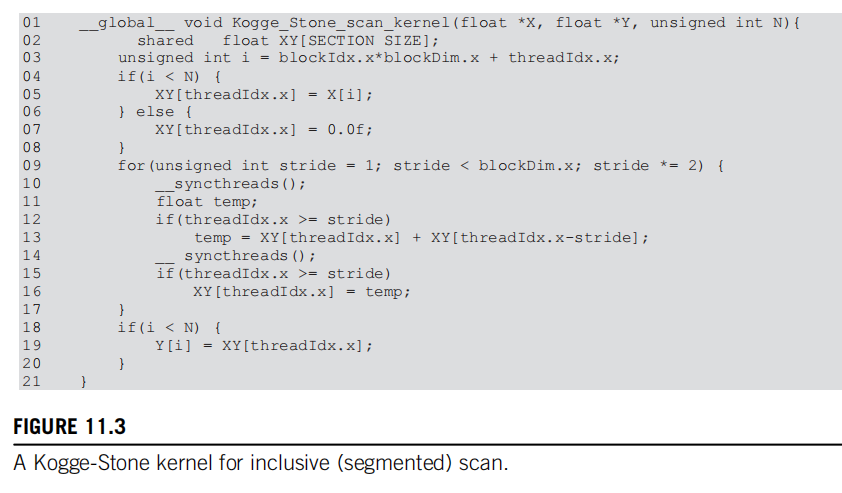 01 __global__ void Kogge_Stone_scan_kernel(float *X, float *Y, unsigned int N){
02 shared float XY[SECTION SIZE];
03 unsigned int i = blockIdx.x*blockDim.x + threadIdx.x;
04 if(i < N) {
05 XY[threadIdx.x] = X[i];
06 } else {
07 XY[threadIdx.x] = 0.0f;
08 }
09 for(unsigned int stride = 1; stride < blockDim.x; stride *= 2) {
10 __syncthreads();
11 float temp;
12 if(threadIdx.x >= stride)
13 temp = XY[threadIdx.x] + XY[threadIdx.x-stride];
14 __ syncthreads();
15 if(threadIdx.x >= stride)
16 XY[threadIdx.x] = temp;
17 }
18 if(i < N) {
19 Y[i] = XY[threadIdx.x];
20 }
21 }
FIGURE 11.3
A Kogge-Stone kernel for inclusive (segmented) scan.